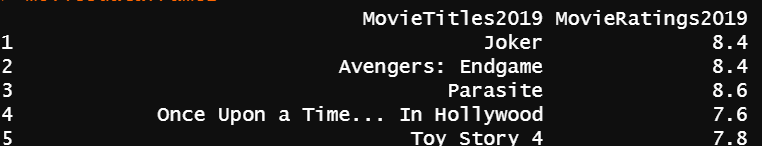 MovieTitles2019 MovieRatings2019
1 Joker 8.4
2 Avengers: Endgame 8.4
3 Parasite 8.6
4 Once Upon a Time... In Hollywood 7.6
5 Toy Story 4 7.8